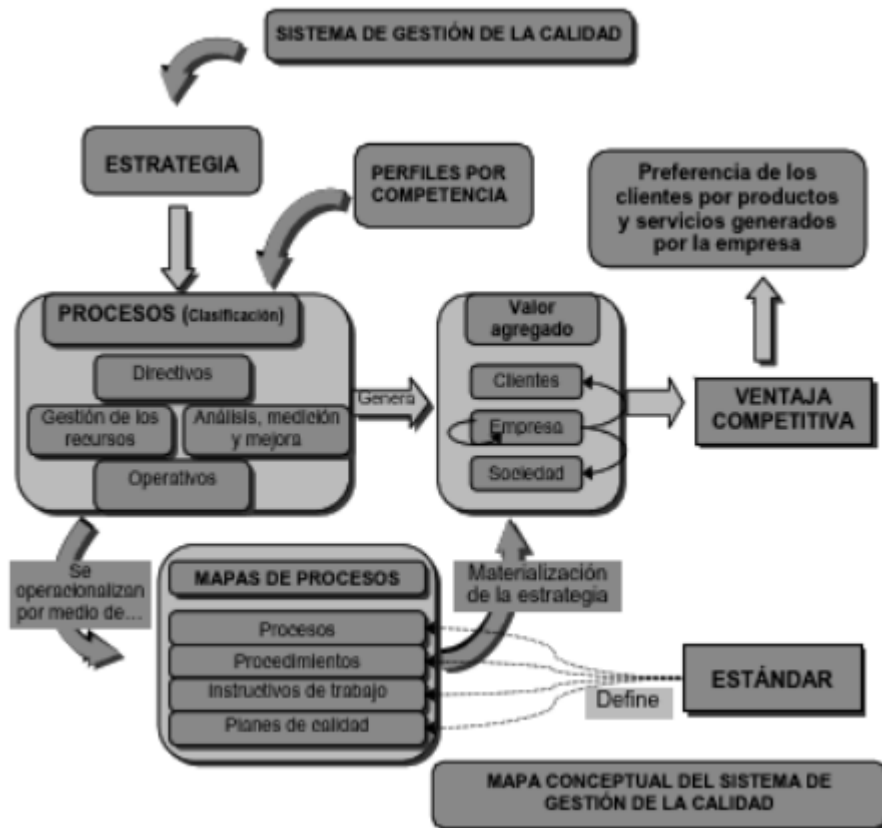 SISTEMA DE GESTIÓN DE LA CALIDAD
ESTRATEGIA
PERFILES POR
COMPETENCIA
Preferencia de los
clientes por productos
y servicios generados
por la empresa
PROCESOS (Clasificación)
Directivos
Gestión de los
recursos
Análisis, medición
y mejora
Operativos
Genera
Valor
agregado
Clientes
Empresa
Sociedad
VENTAJA
COMPETITIVA
Se
operacionalizan
por medio de...
MAPAS DE PROCESOS
Procesos
Procedimientos
Instructivos de trabajo
Planes de calidad
Materialización
de la estrategia
Define
ESTÁNDAR
MAPA CONCEPTUAL DEL SISTEMA DE
GESTIÓN DE LA CALIDAD